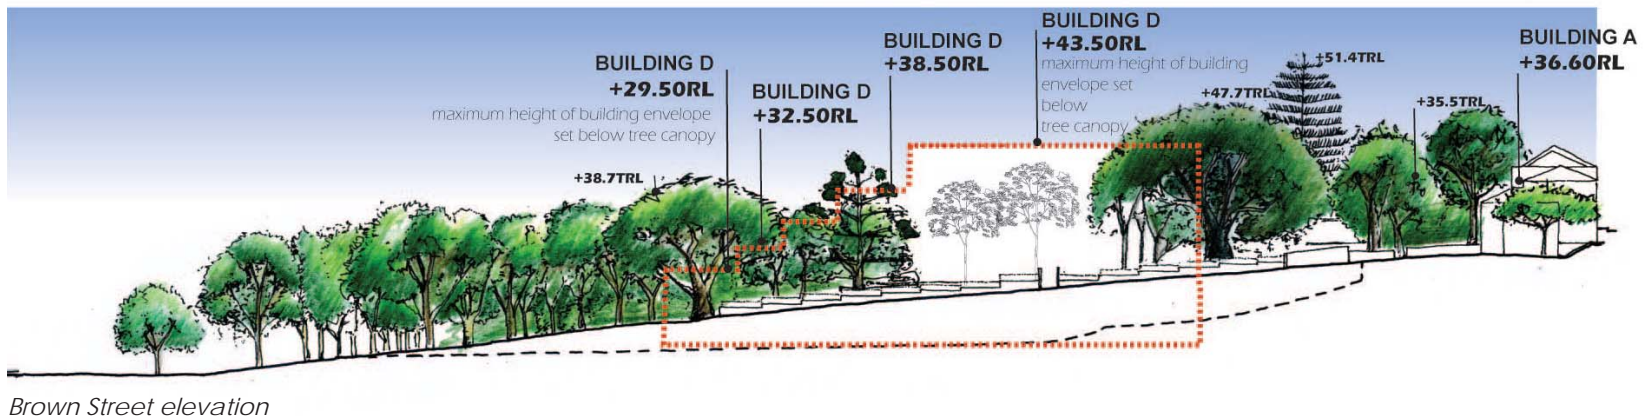 BUILDING D
+29.50RL
maximum height of building envelope
set below tree canopy
BUILDING D
+32.50RL
BUILDING D
+38.50RL
BUILDING D
+43.50RL
maximum height of building
envelope set
below
tree canopy
BUILDING A
+36.60RL
+38.7TRL
+47.7TRL
+51.4TRL
+35.5TRL
Brown Street elevation